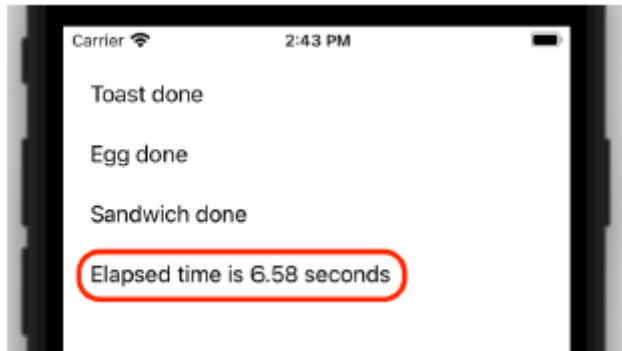 Carrier 2:43 PM
Toast done
Egg done
Sandwich done
Elapsed time is 6.58 seconds